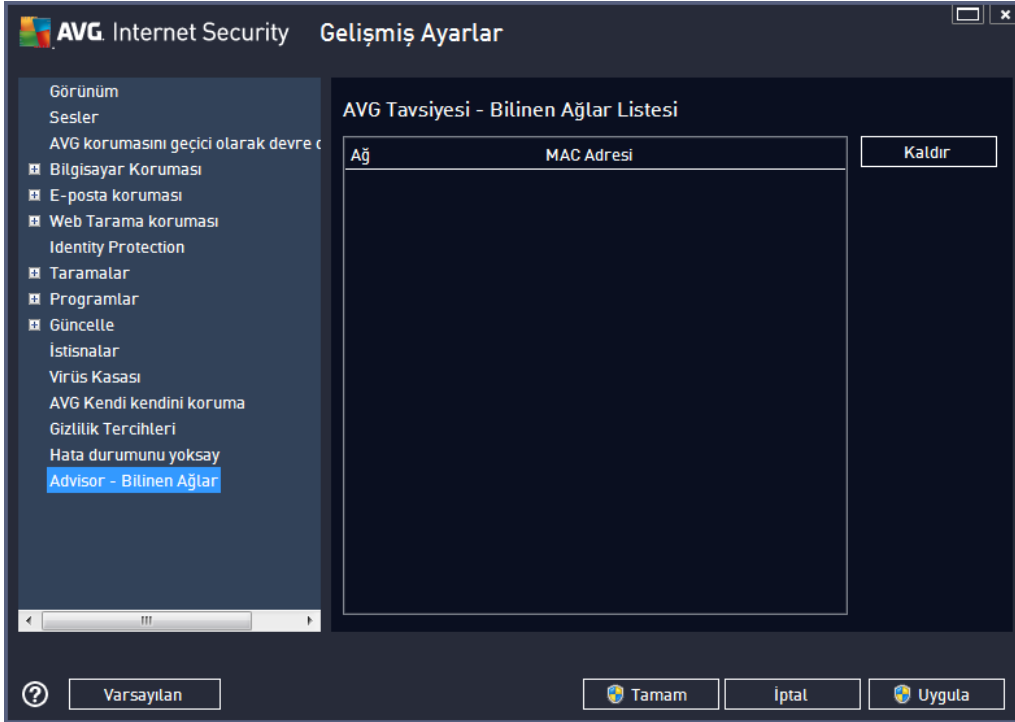 AVG. Internet Security Gelişmiş Ayarlar
Görünüm
Sesler
AVG korumasını geçici olarak devre d
Bilgisayar Koruması
E-posta koruması
Web Tarama koruması
Identity Protection
Taramalar
Programlar
Güncelle
İstisnalar
Virüs Kasası
AVG Kendi kendini koruma
Gizlilik Tercihleri
Hata durumunu yoksay
Advisor - Bilinen Ağlar
AVG Tavsiyesi - Bilinen Ağlar Listesi
Ağ MAC Adresi
Kaldır
Varsayılan Tamam İptal Uygula